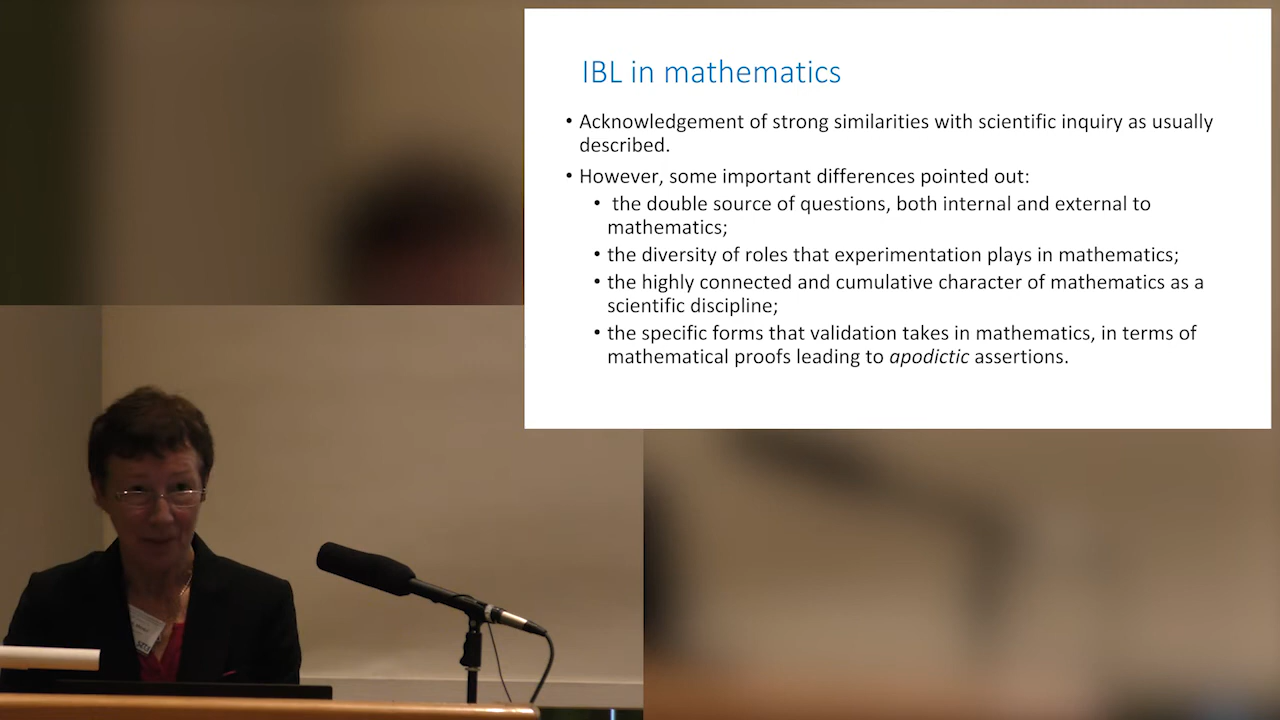 IBL in mathematics
• Acknowledgement of strong similarities with scientific inquiry as usually
described.
• However, some important differences pointed out:
• the double source of questions, both internal and external to
mathematics;
• the diversity of roles that experimentation plays in mathematics;
• the highly connected and cumulative character of mathematics as a
scientific discipline;
• the specific forms that validation takes in mathematics, in terms of
mathematical proofs leading to apodictic assertions.